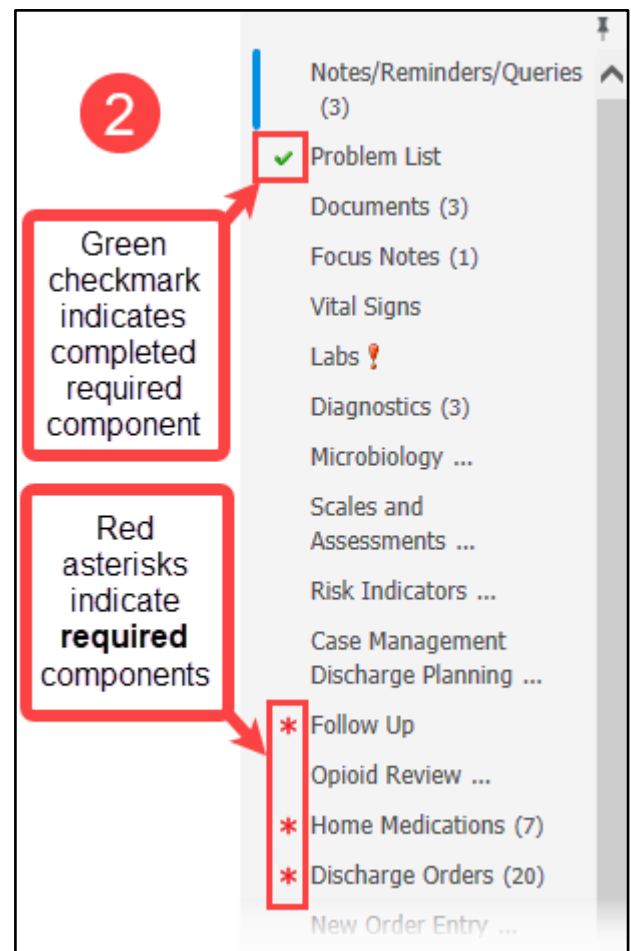 2
Notes/Reminders/Queries
(3)
Problem List
Documents (3)
Focus Notes (1)
Vital Signs
Labs
Diagnostics (3)
Microbiology ...
Scales and
Assessments ...
Risk Indicators ...
Case Management
Discharge Planning ...
* Follow Up
Opioid Review ...
* Home Medications (7)
* Discharge Orders (20)
New Order Entry ...
Green
checkmark
indicates
completed
required
component
Red
asterisks
indicate
required
components